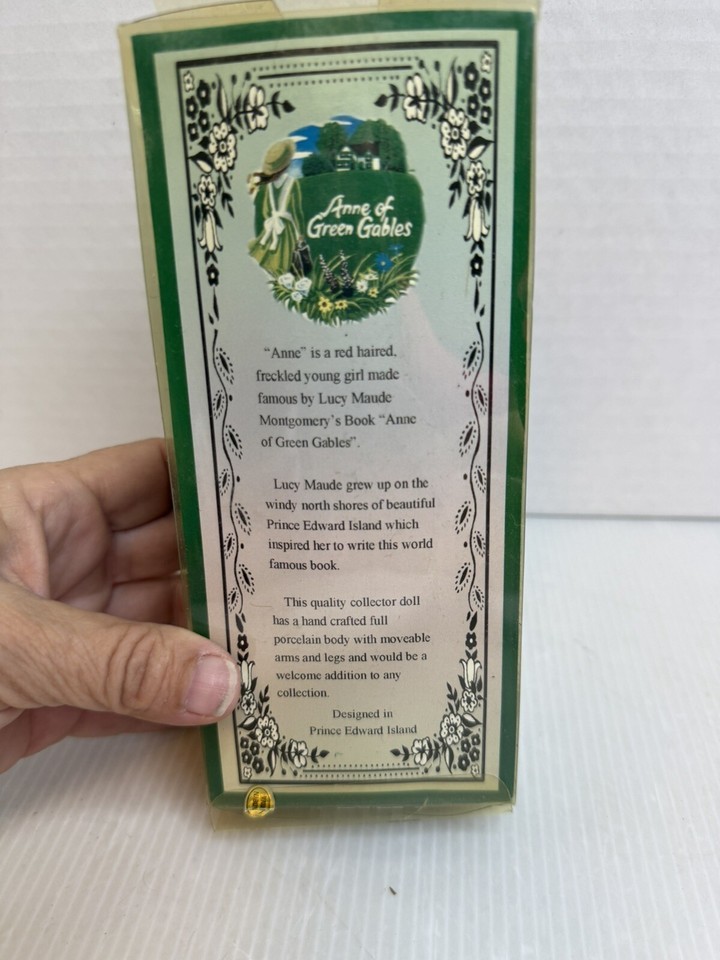 Anne of
Green Gables
"Anne" is a red haired,
freckled young girl made
famous by Lucy Maude
Montgomery's Book "Anne
of Green Gables".
Lucy Maude grew up on the
windy north shores of beautiful
Prince Edward Island which
inspired her to write this world
famous book.
This quality collector doll
has a hand crafted full
porcelain body with moveable
arms and legs and would be a
welcome addition to any
collection.
Designed in
Prince Edward Island